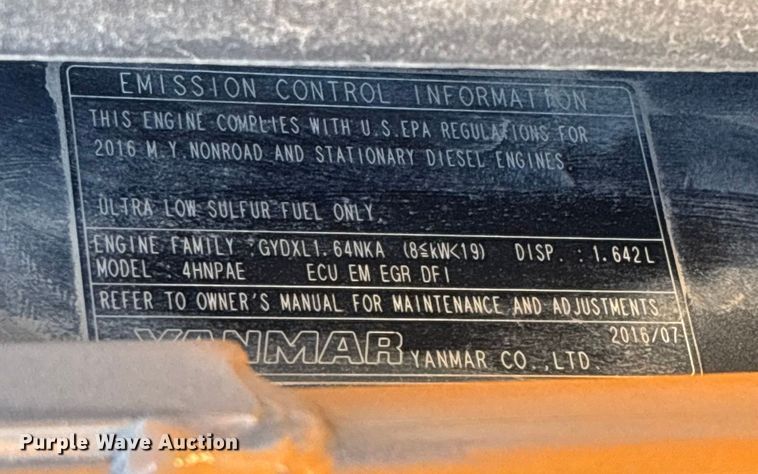 EMISSION CONTROL INFORMATION
THIS ENGINE COMPLIES WITH U.S.EPA REGULATIONS FOR
2016 M.Y. NONROAD AND STATIONARY DIESEL ENGINES.
ULTRA LOW SULFUR FUEL ONLY.
ENGINE FAMILY : GYDXL1.64NKA (8≦kW<19) DISP. : 1.642L
MODEL : 4HNPAE ECU EM EGR DFI
REFER TO OWNER'S MANUAL FOR MAINTENANCE AND ADJUSTMENTS.
2016/07
YANMAR YANMAR CO.,LTD.
Purple Wave Auction